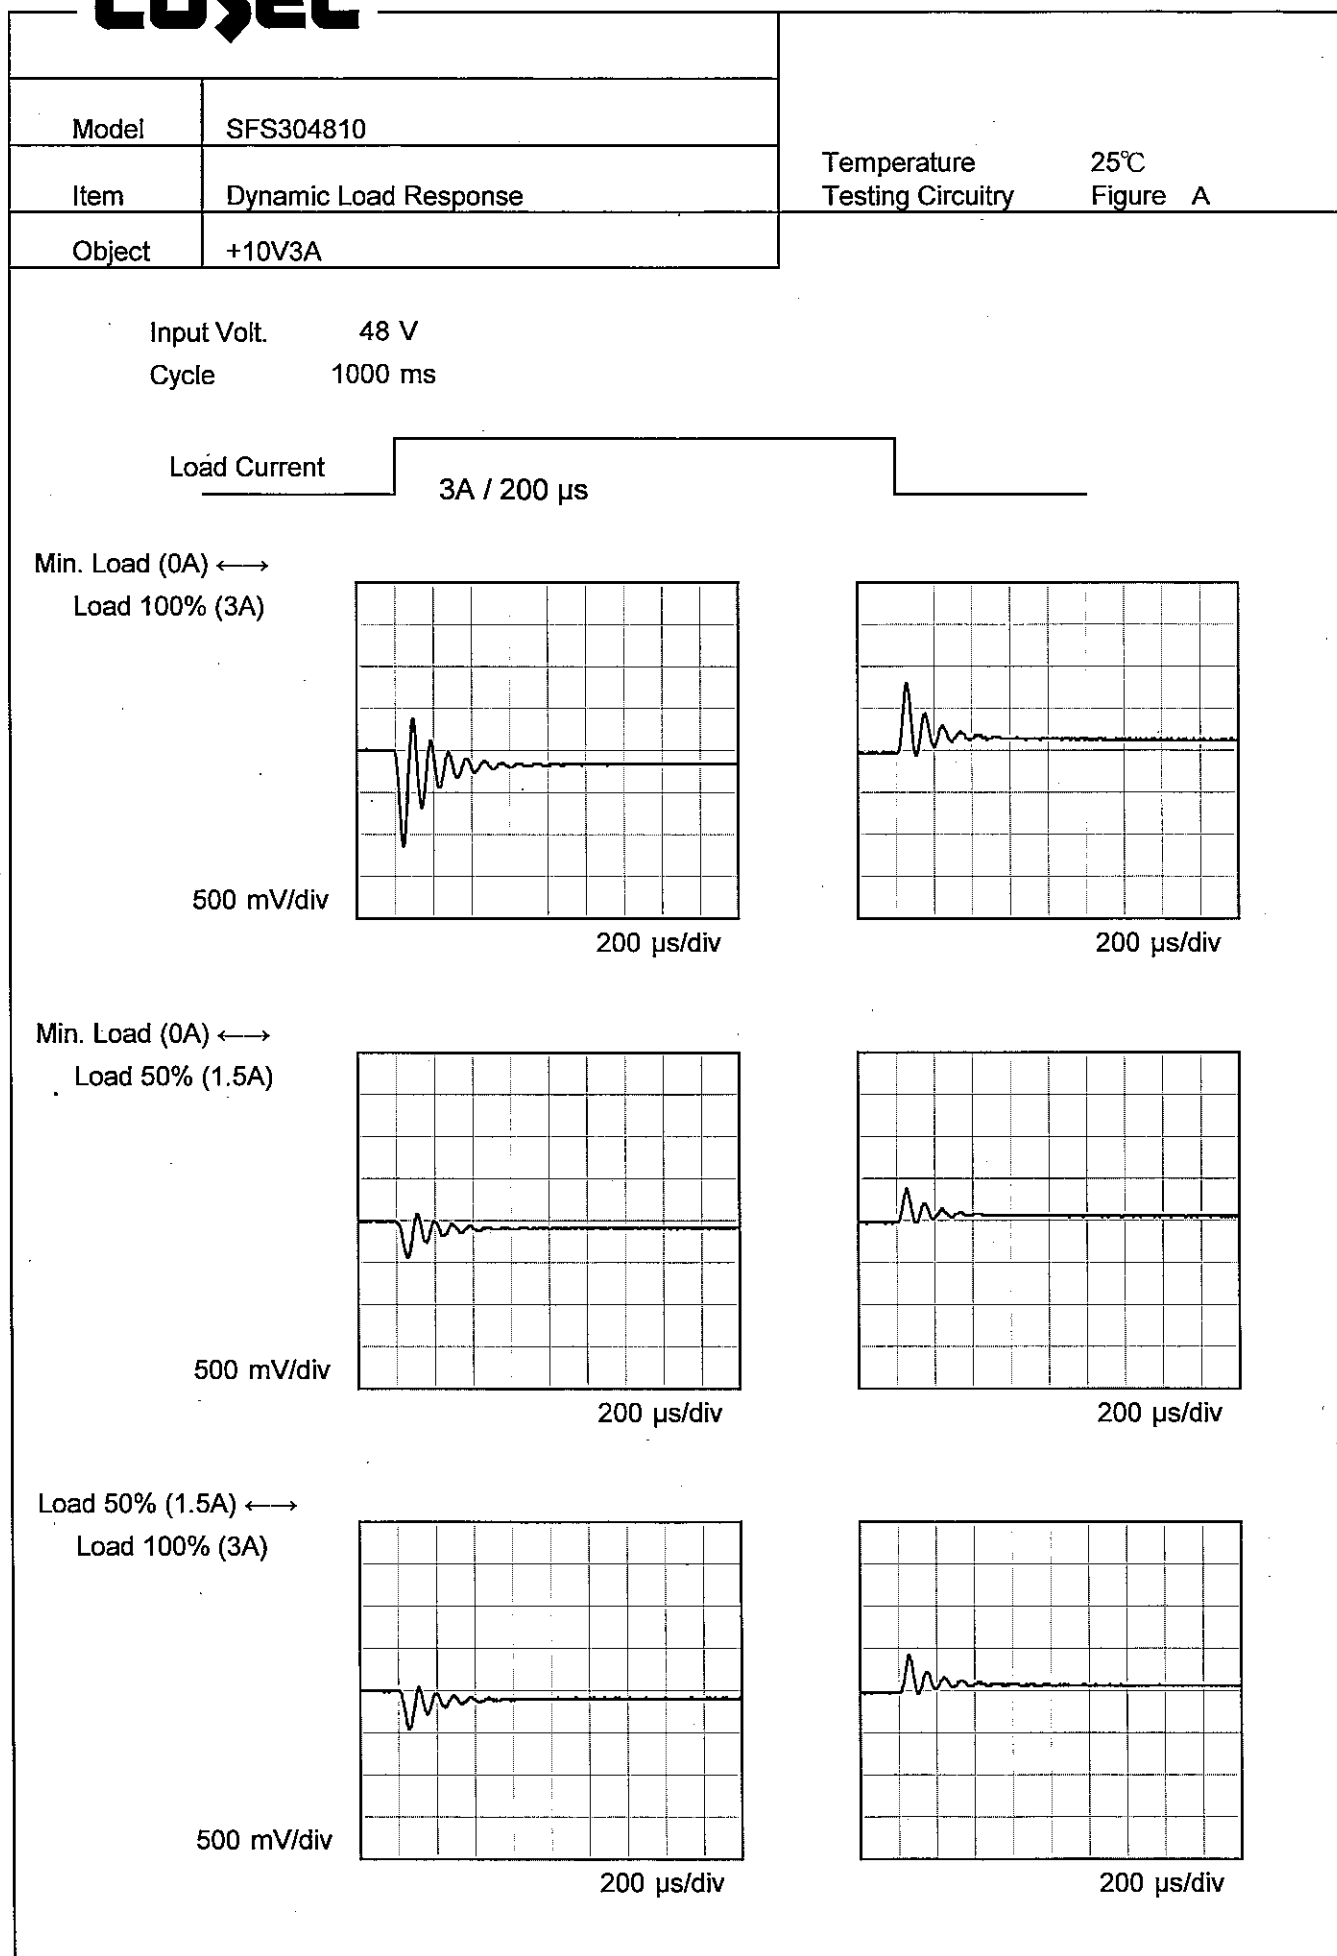 COSEL
Model SFS304810
Item Dynamic Load Response
Object +10V3A
Temperature 25℃
Testing Circuitry Figure A
Input Volt. 48 V
Cycle 1000 ms
Load Current
3A / 200 µs
Min. Load (0A) ←→
Load 100% (3A)
500 mV/div
200 µs/div
200 µs/div
Min. Load (0A) ←→
Load 50% (1.5A)
500 mV/div
200 µs/div
200 µs/div
Load 50% (1.5A) ←→
Load 100% (3A)
500 mV/div
200 µs/div
200 µs/div